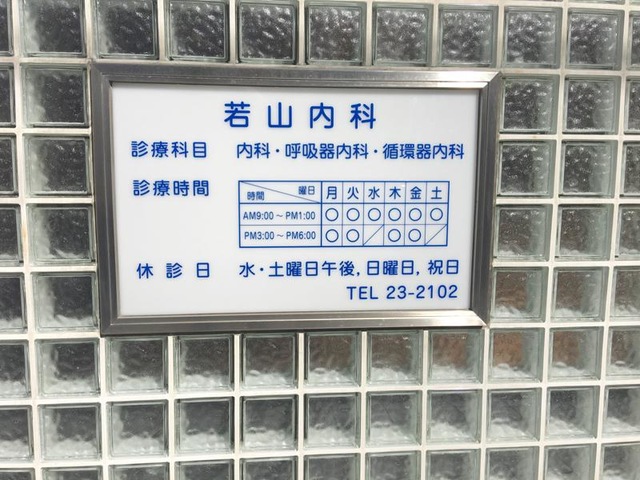 若山内科
診療科目 内科・呼吸器内科・循環器内科
診療時間
時間 曜日 月 火 水 木 金 土
AM9:00～PM1:00 ○ ○ ○ ○ ○ ○
PM3:00～PM6:00 ○ ○ ／ ○ ○ ／
休診日 水・土曜日午後, 日曜日, 祝日
TEL 23-2102